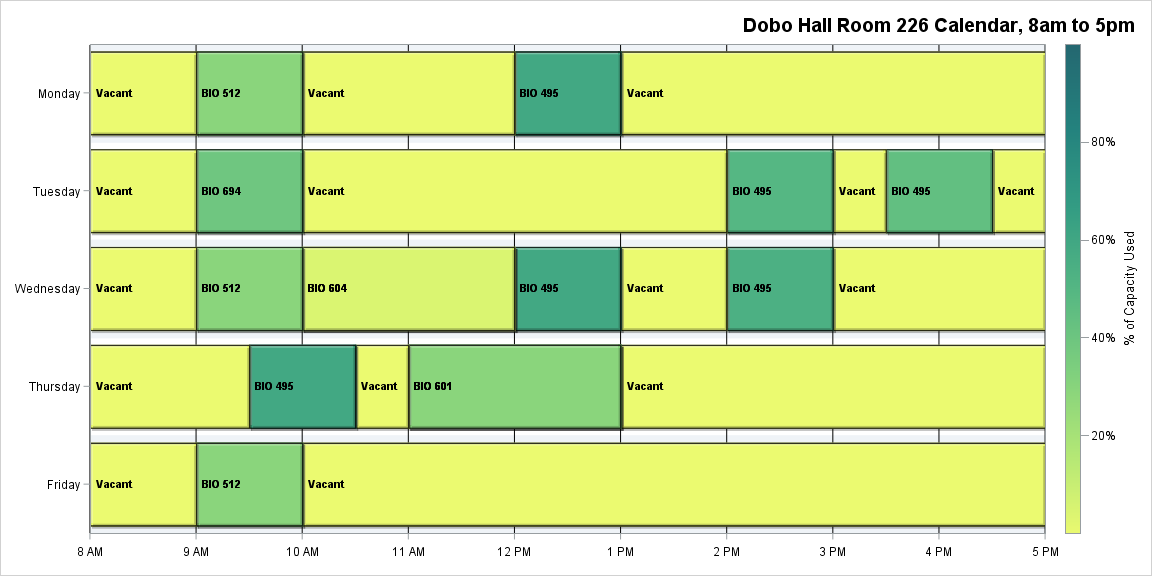 Dobo Hall Room 226 Calendar, 8am to 5pm
Monday Vacant BIO 512 Vacant BIO 495 Vacant
Tuesday Vacant BIO 694 Vacant BIO 495 Vacant BIO 495 Vacant
Wednesday Vacant BIO 512 BIO 604 BIO 495 Vacant BIO 495 Vacant
Thursday Vacant BIO 495 Vacant BIO 601 Vacant
Friday Vacant BIO 512 Vacant
8 AM 9 AM 10 AM 11 AM 12 PM 1 PM 2 PM 3 PM 4 PM 5 PM
80%
60%
40%
20%
% of Capacity Used